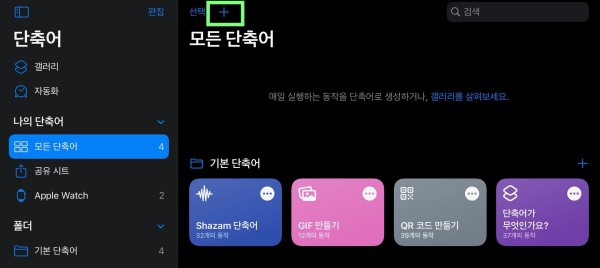 편집
단축어
갤러리
자동화
나의 단축어
모든 단축어 4
공유 시트
Apple Watch 2
폴더
기본 단축어 4
선택
검색
모든 단축어
매일 실행하는 동작을 단축어로 생성하거나, 갤러리를 살펴보세요.
기본 단축어
Shazam 단축어
32개의 동작
GIF 만들기
12개의 동작
QR 코드 만들기
39개의 동작
단축어가
무엇인가요?
37개의 동작